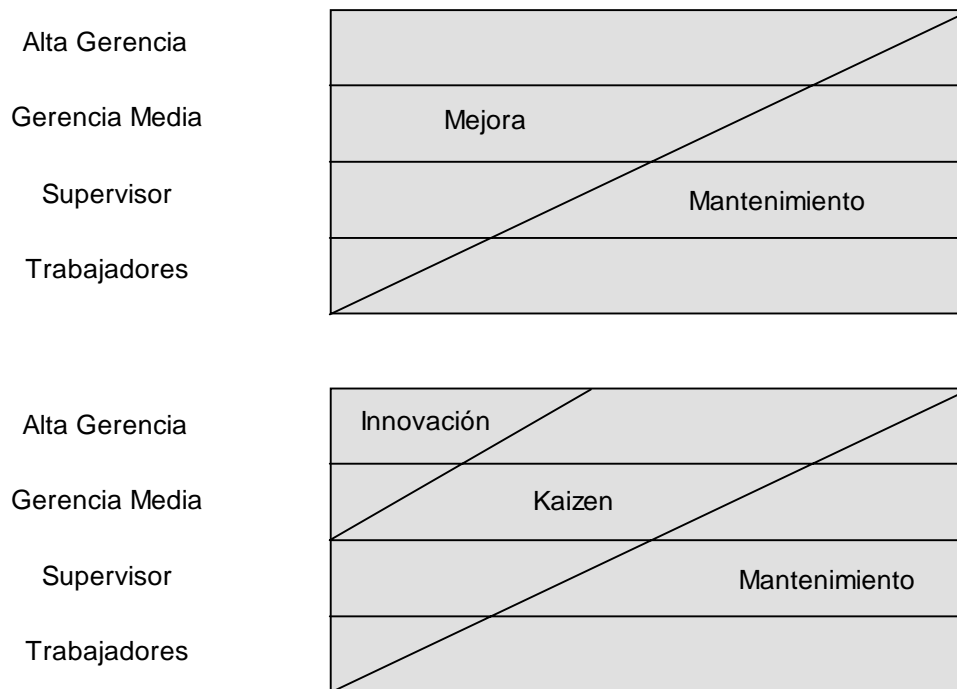 Alta Gerencia
Gerencia Media
Mejora
Supervisor
Mantenimiento
Trabajadores
Alta Gerencia
Innovación
Gerencia Media
Kaizen
Supervisor
Mantenimiento
Trabajadores